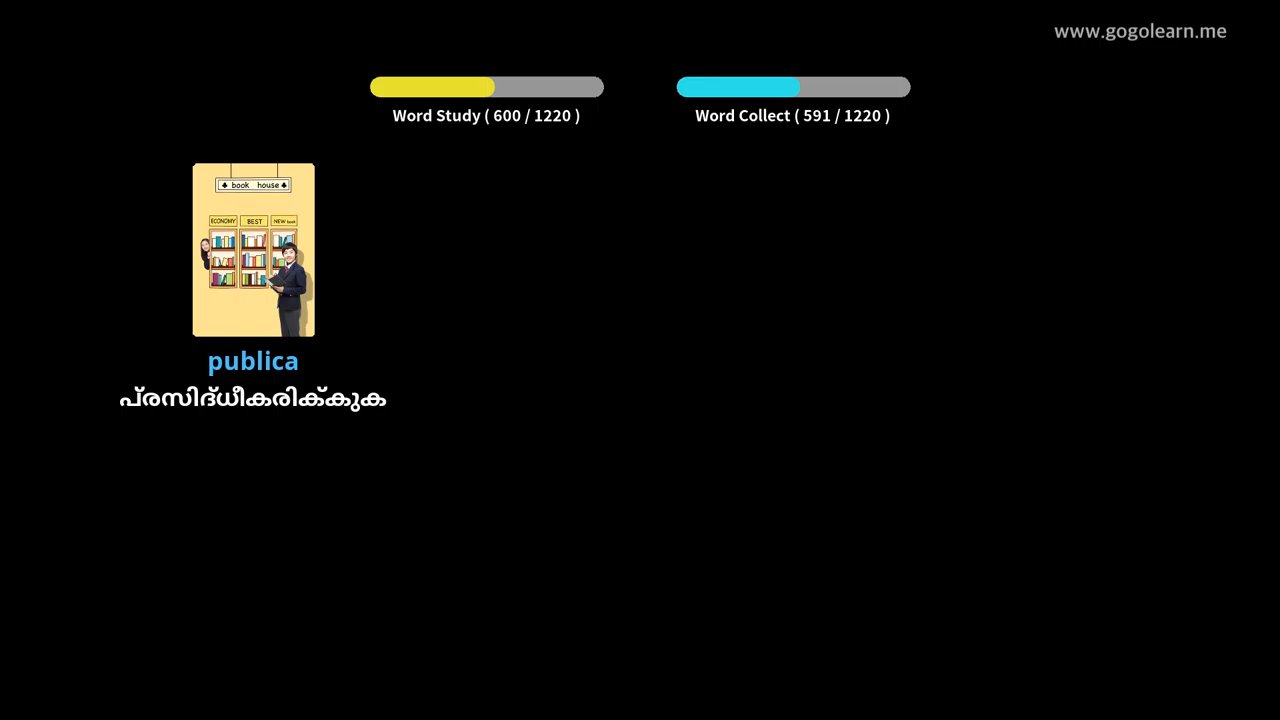 www.gogolearn.me
Word Study ( 600 / 1220 )
Word Collect ( 591 / 1220 )
book house
ECONOMY
BEST
NEW book
publica
പ്രസിദ്ധീകരിക്കുക